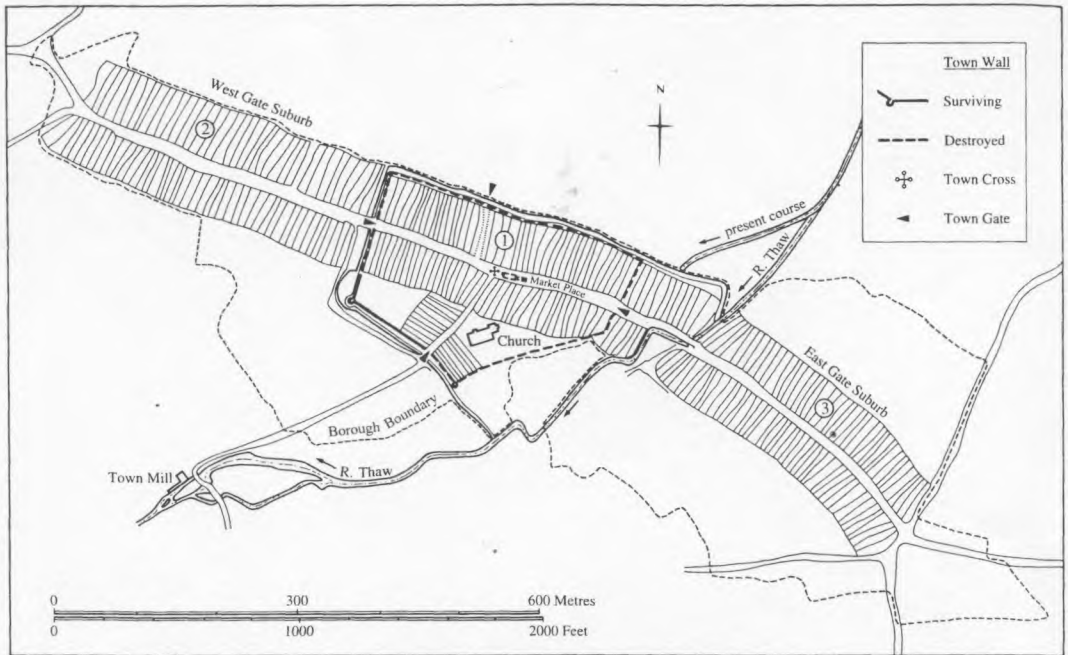 West Gate Suburb
2
N
Town Wall
Surviving
Destroyed
Town Cross
Town Gate
present course
R. Thaw
1
Market Place
Church
East Gate Suburb
3
Borough Boundary
R. Thaw
Town Mill
0 300 600 Metres
0 1000 2000 Feet